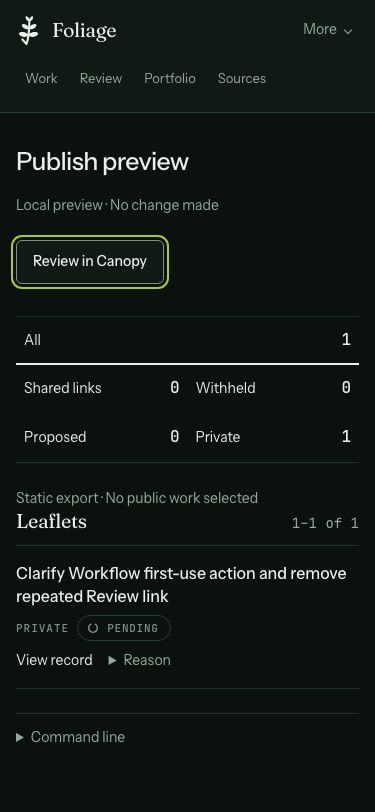 Foliage
More
Work Review Portfolio Sources
Publish preview
Local preview · No change made
Review in Canopy
All 1
Shared links 0 Withheld 0
Proposed 0 Private 1
Static export · No public work selected
Leaflets 1–1 of 1
Clarify Workflow first-use action and remove
repeated Review link
PRIVATE PENDING
View record Reason
Command line